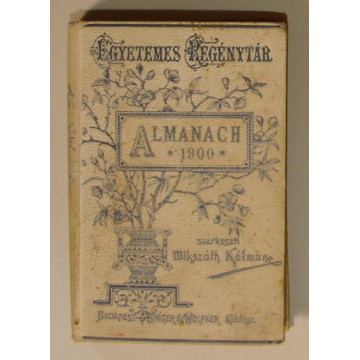 EGYETEMES REGÉNYTÁR
ALMANACH
1900
SZERKESZTI
Mikszáth Kálmán
BUDAPEST SINGER & WOLFNER Kiadása